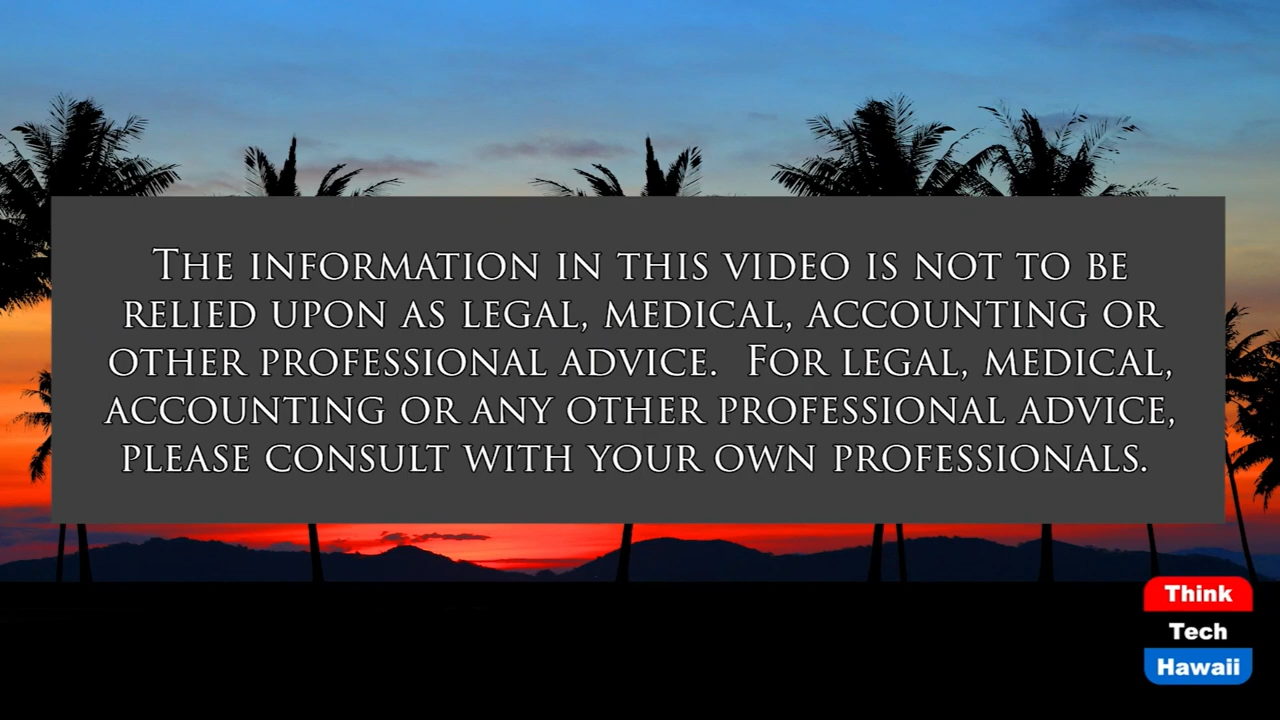 The information in this video is not to be
relied upon as legal, medical, accounting or
other professional advice.  For legal, medical,
accounting or any other professional advice,
please consult with your own professionals.
Think
Tech
Hawaii